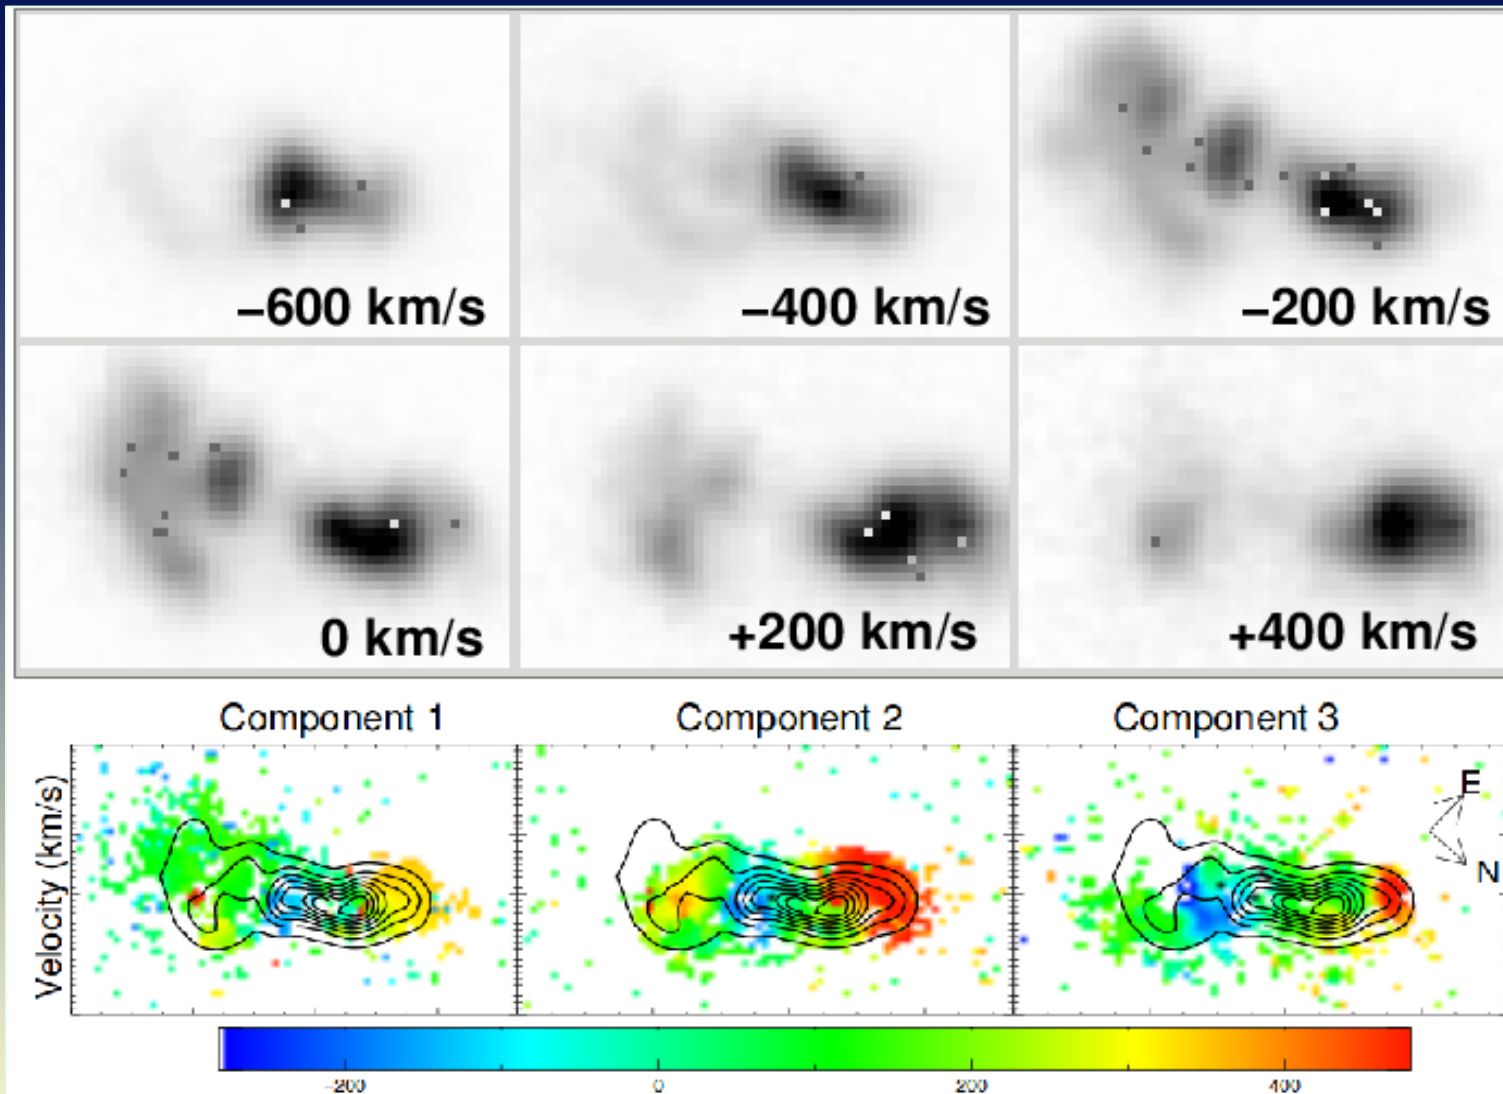 −600 km/s
−400 km/s
−200 km/s
0 km/s
+200 km/s
+400 km/s
Component 1
Component 2
Component 3
Velocity (km/s)
E
N
−200
0
200
400